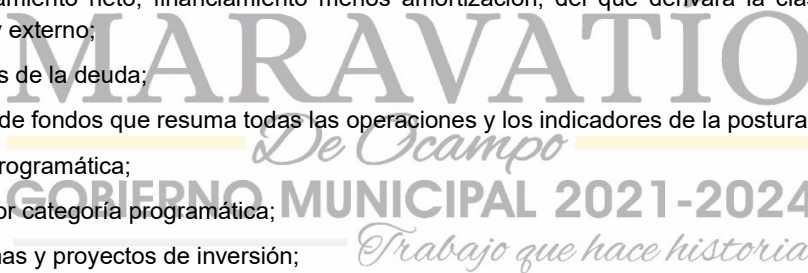 amiento neto, financiamiento menos amortización, del que derivará la cla
y externo;
MARAVATIO
s de la deuda;
de fondos que resuma todas las operaciones y los indicadores de la postura
De Ocampo
rogramática;
GOBIERNO MUNICIPAL 2021-2024
or categoría programática;
Trabajo que hace historia
nas y proyectos de inversión;